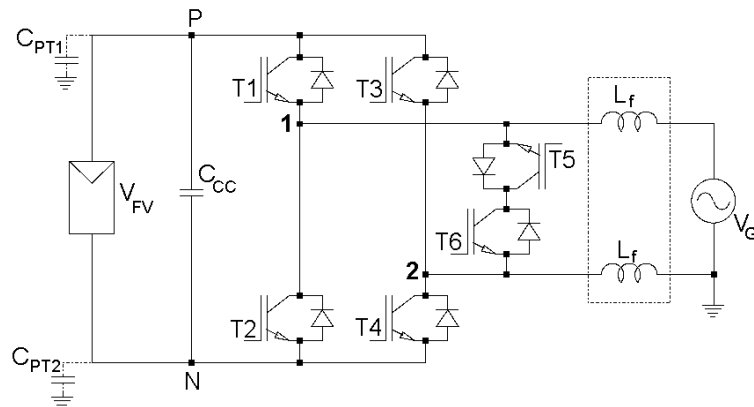 P
C_PT1
T1
T3
L_f
1
T5
V_FV
C_CC
V_G
T6
2
L_f
T2
T4
C_PT2
N